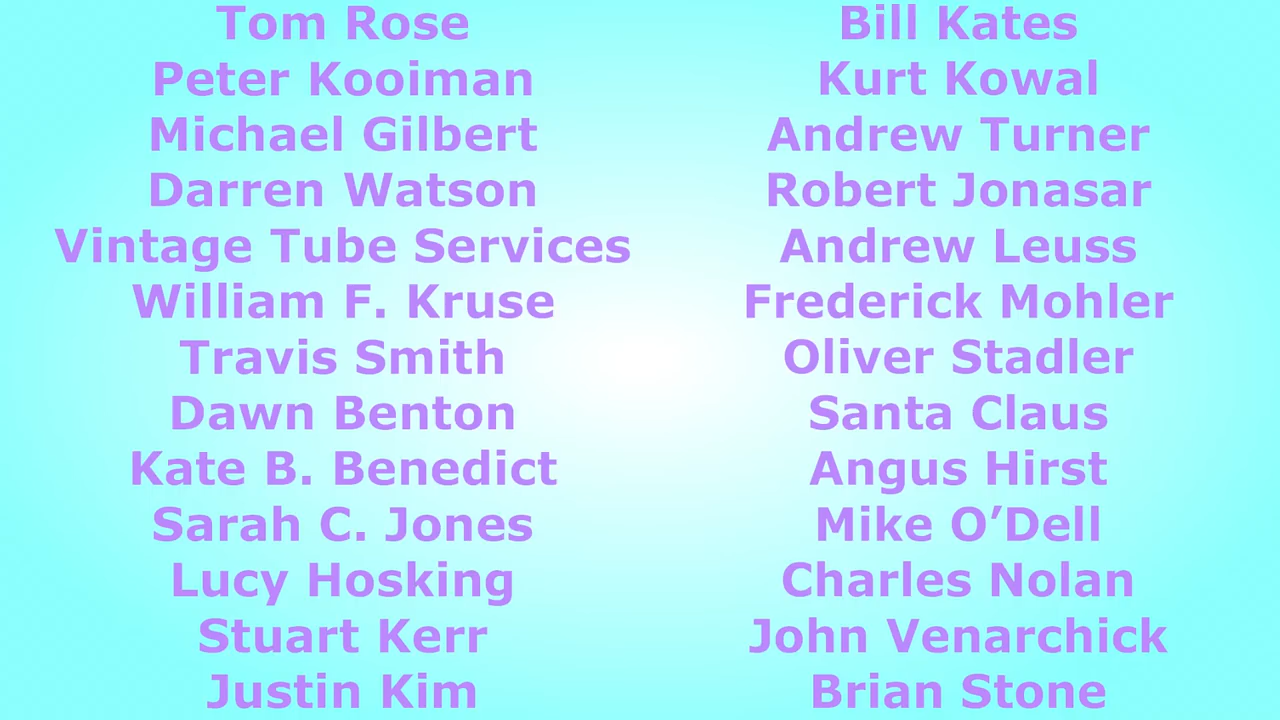 Tom Rose
Peter Kooiman
Michael Gilbert
Darren Watson
Vintage Tube Services
William F. Kruse
Travis Smith
Dawn Benton
Kate B. Benedict
Sarah C. Jones
Lucy Hosking
Stuart Kerr
Justin Kim
Bill Kates
Kurt Kowal
Andrew Turner
Robert Jonasar
Andrew Leuss
Frederick Mohler
Oliver Stadler
Santa Claus
Angus Hirst
Mike O’Dell
Charles Nolan
John Venarchick
Brian Stone